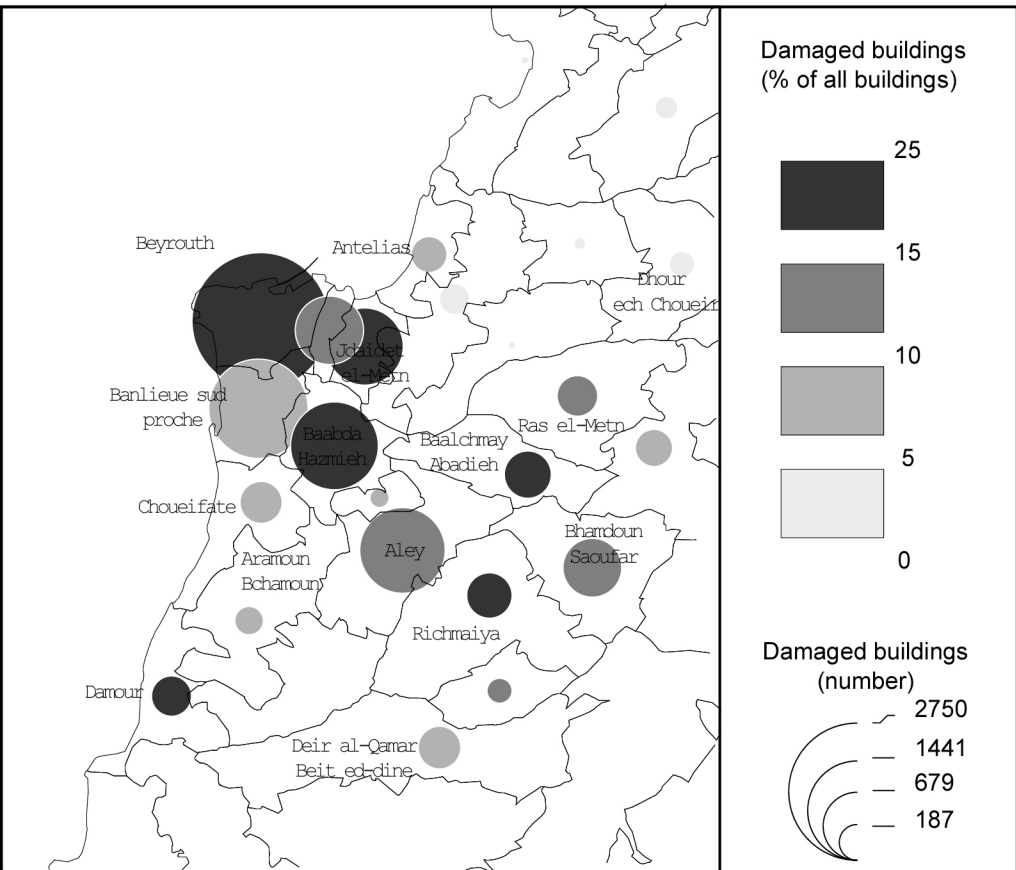 Beyrouth
Antelias
Dhour
ech Choueir
Jdaidet
el-Metn
Banlieue sud
proche
Baabda
Hazmieh
Ras el-Metn
Baalchmay
Abadieh
Choueifate
Bhamdoun
Saoufar
Aley
Aramoun
Bchamoun
Richmaiya
Damour
Deir al-Qamar
Beit ed-dine
Damaged buildings
(% of all buildings)
25
15
10
5
0
Damaged buildings
(number)
2750
1441
679
187